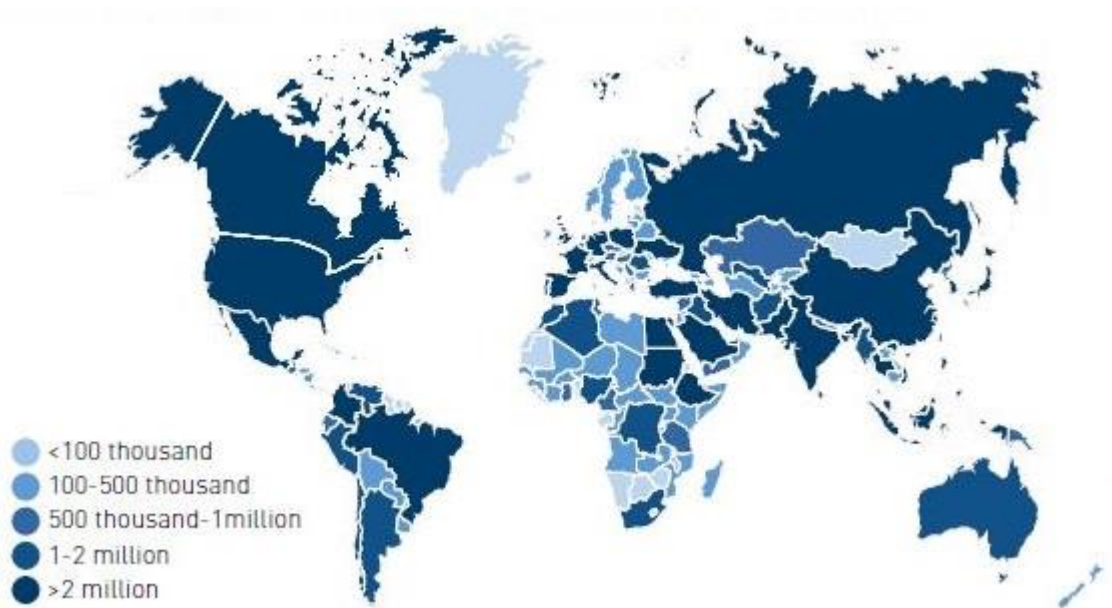 <100 thousand
100-500 thousand
500 thousand-1million
1-2 million
>2 million